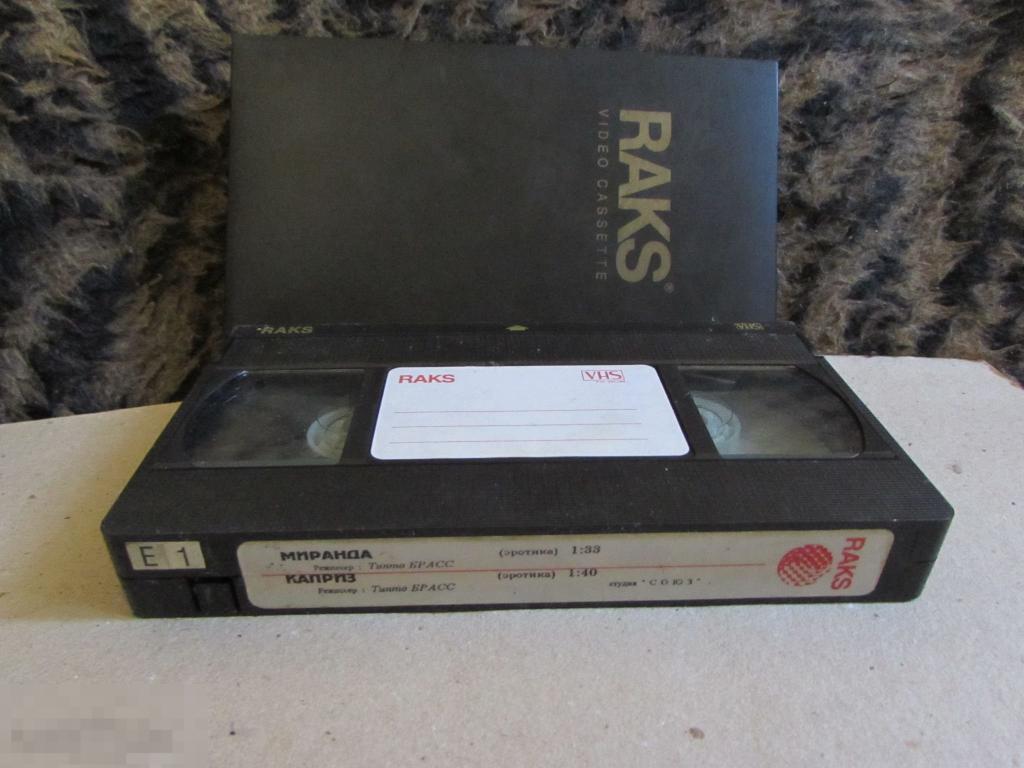 RAKS®
VIDEO CASSETTE
RAKS
VHS
RAKS
VHS
E 1
МИРАНДА (эротика) 1:33
Режиссер : Тинто БРАСС
КАПРИЗ (эротика) 1:40
Режиссер : Тинто БРАСС студия "СОЮЗ".
RAKS